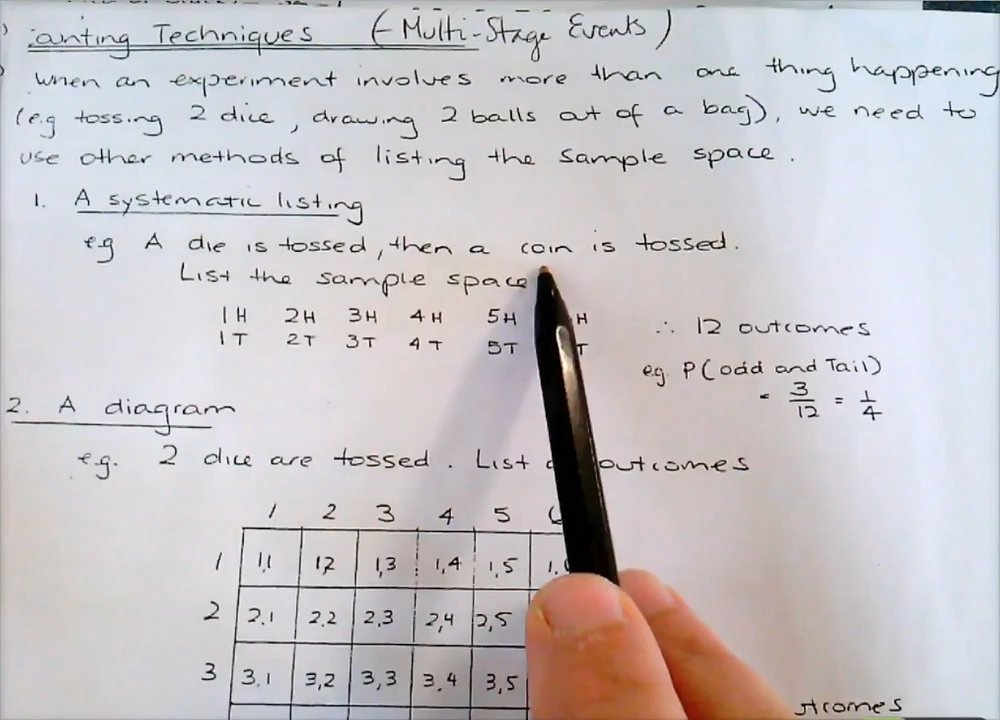 Techniques (-Multi-Stage Events)
when an experiment involves more than one thing happening
(e.g tossing 2 dice, drawing 2 balls out of a bag), we need to
use other methods of listing the sample space.
1. A systematic listing
eg A die is tossed, then a coin is tossed.
List the sample space
1H 2H 3H 4H 5H H
1T 2T 3T 4T 5T T
∴ 12 outcomes
eg P(odd and Tail)
= 3/12 = 1/4
2. A diagram
e.g. 2 dice are tossed. List outcomes
1 2 3 4 5
1 1,1 1,2 1,3 1,4 1,5
2 2,1 2,2 2,3 2,4 2,5
3 3,1 3,2 3,3 3,4 3,5